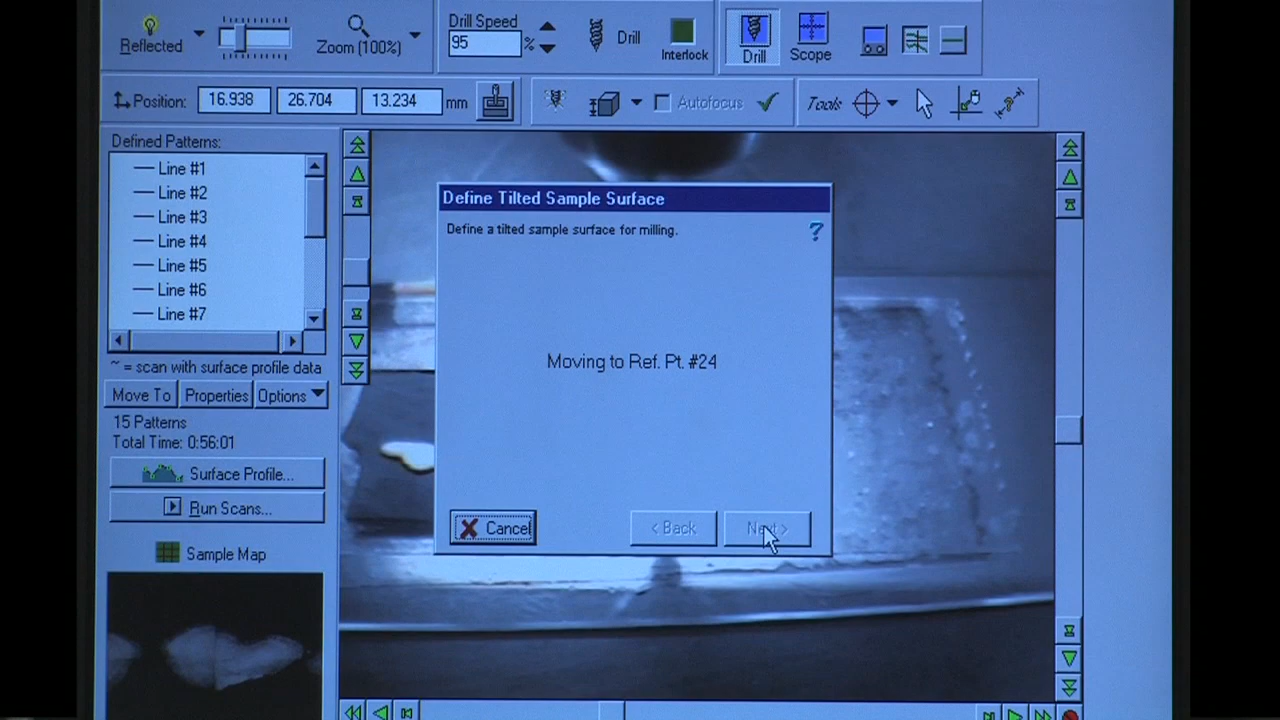 Reflected
Zoom (100%)
Drill Speed
95
%
Drill
Interlock
Drill
Scope
Position:
16.938
26.704
13.234
mm
Autofocus
Tools
Defined Patterns:
Line #1
Line #2
Line #3
Line #4
Line #5
Line #6
Line #7
~ = scan with surface profile data
Move To
Properties
Options
15 Patterns
Total Time: 0:56:01
Surface Profile...
Run Scans...
Sample Map
Define Tilted Sample Surface
Define a tilted sample surface for milling.
?
Moving to Ref. Pt. #24
Cancel
< Back
Next >